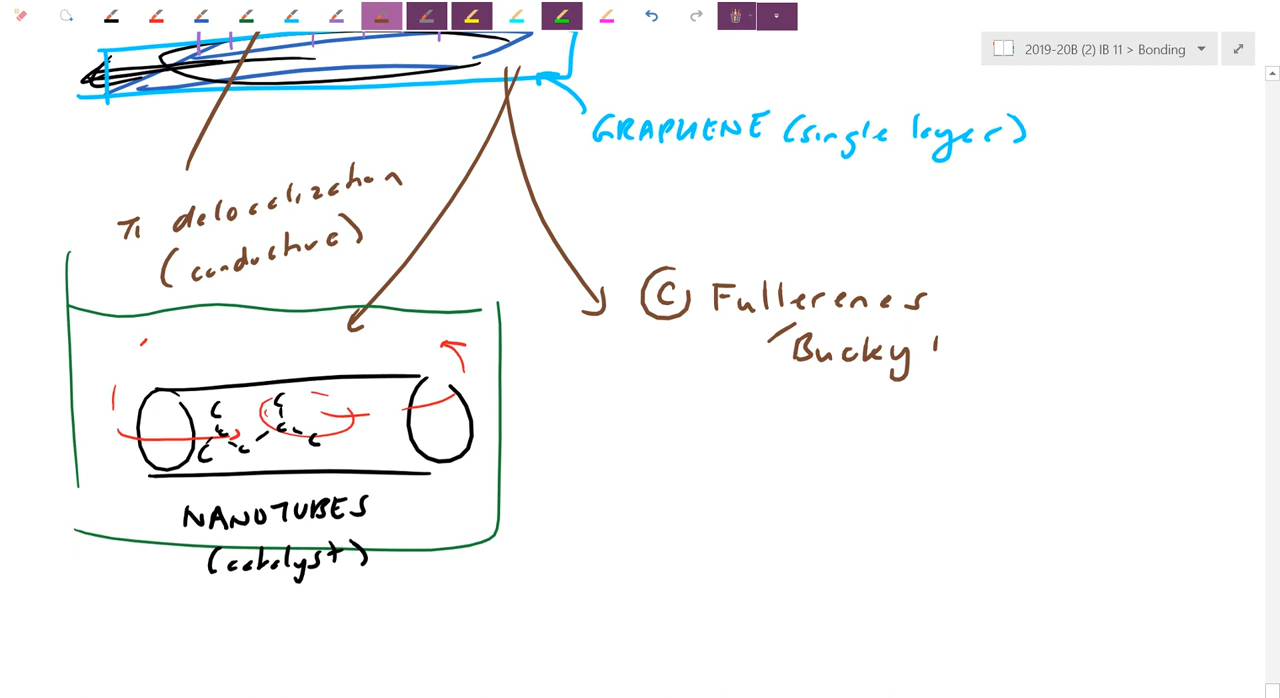 2019-20B (2) IB 11 > Bonding
GRAPHENE (single layer)
π delocalization
(conductive)
C Fullerenes
Bucky
C
C
C
C
C
C
C
NANOTUBES
(catalyst)